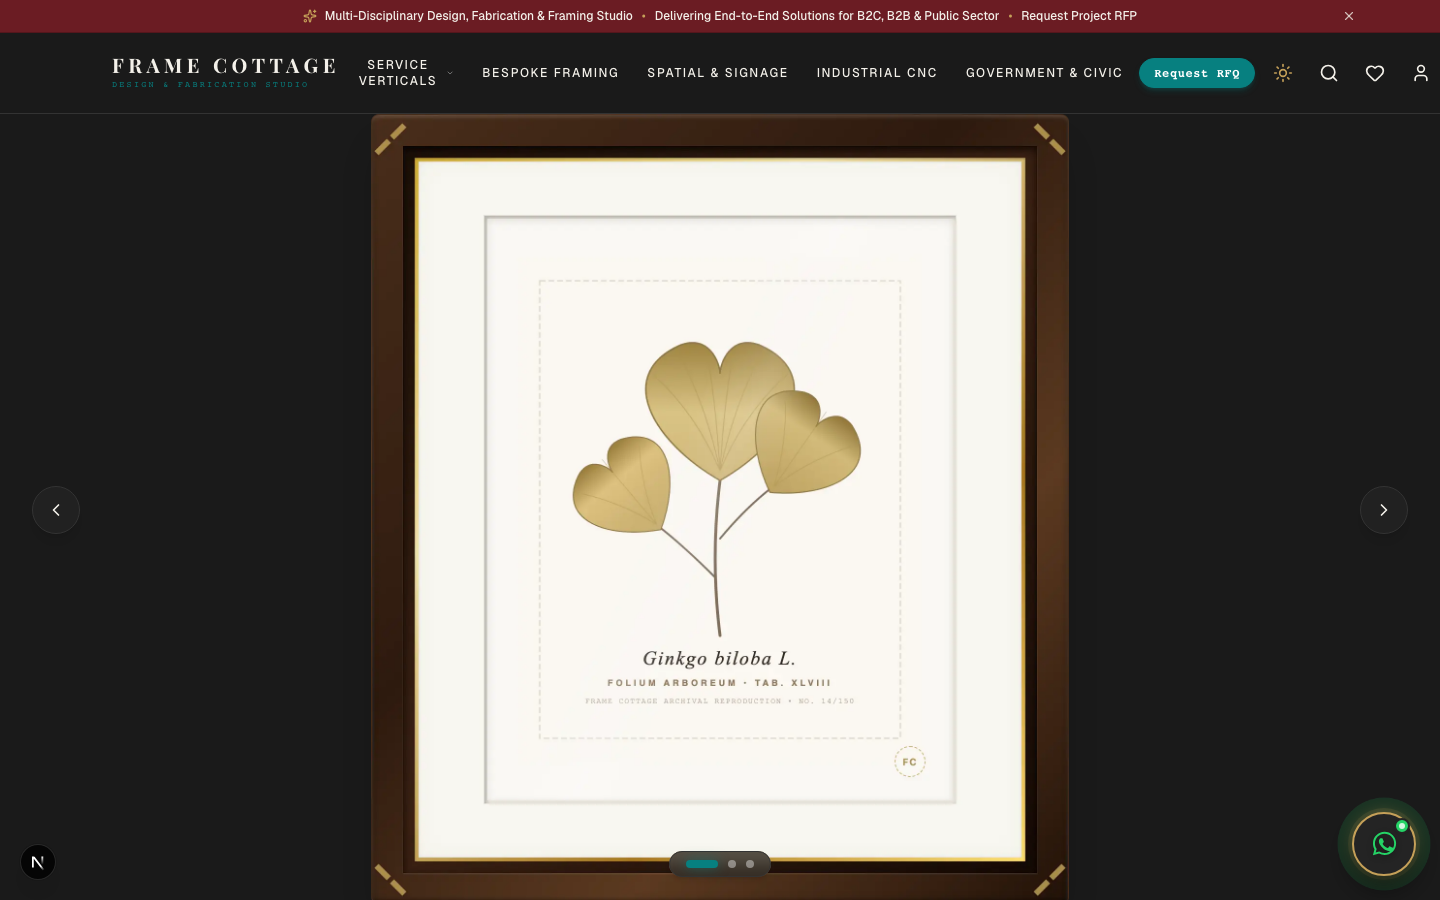 Multi-Disciplinary Design, Fabrication & Framing Studio • Delivering End-to-End Solutions for B2C, B2B & Public Sector • Request Project RFP
FRAME COTTAGE
DESIGN & FABRICATION STUDIO
SERVICE
VERTICALS
BESPOKE FRAMING
SPATIAL & SIGNAGE
INDUSTRIAL CNC
GOVERNMENT & CIVIC
Request RFQ
Ginkgo biloba L.
FOLIUM ARBOREUM • TAB. XLVIII
FRAME COTTAGE ARCHIVAL REPRODUCTION • NO. 14/150
FC
N